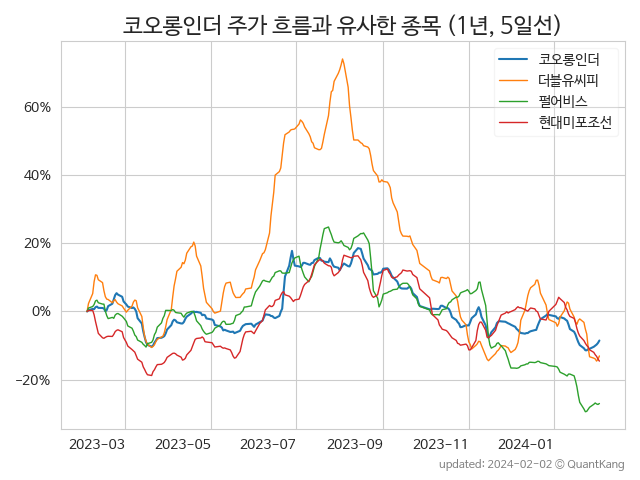 코오롱인더 주가 흐름과 유사한 종목 (1년, 5일선)
코오롱인더
더블유씨피
펄어비스
현대미포조선
60%
40%
20%
0%
−20%
2023−03
2023−05
2023−07
2023−09
2023−11
2024−01
updated: 2024-02-02 © QuantKang